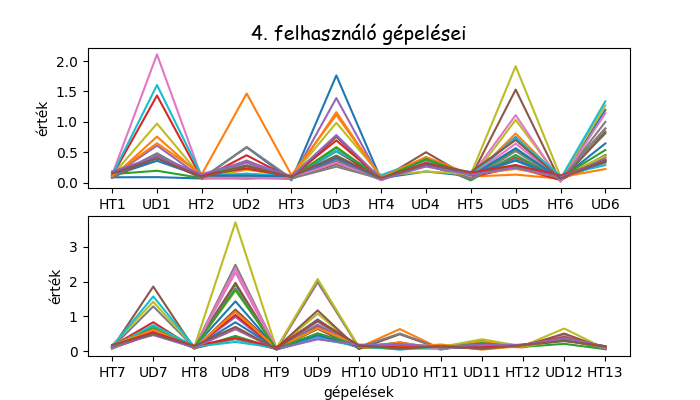 4. felhasználó gépelései
érték
2.0
1.5
1.0
0.5
0.0
HT1 UD1 HT2 UD2 HT3 UD3 HT4 UD4 HT5 UD5 HT6 UD6
érték
3
2
1
0
HT7 UD7 HT8 UD8 HT9 UD9 HT10 UD10 HT11 UD11 HT12 UD12 HT13
gépelések